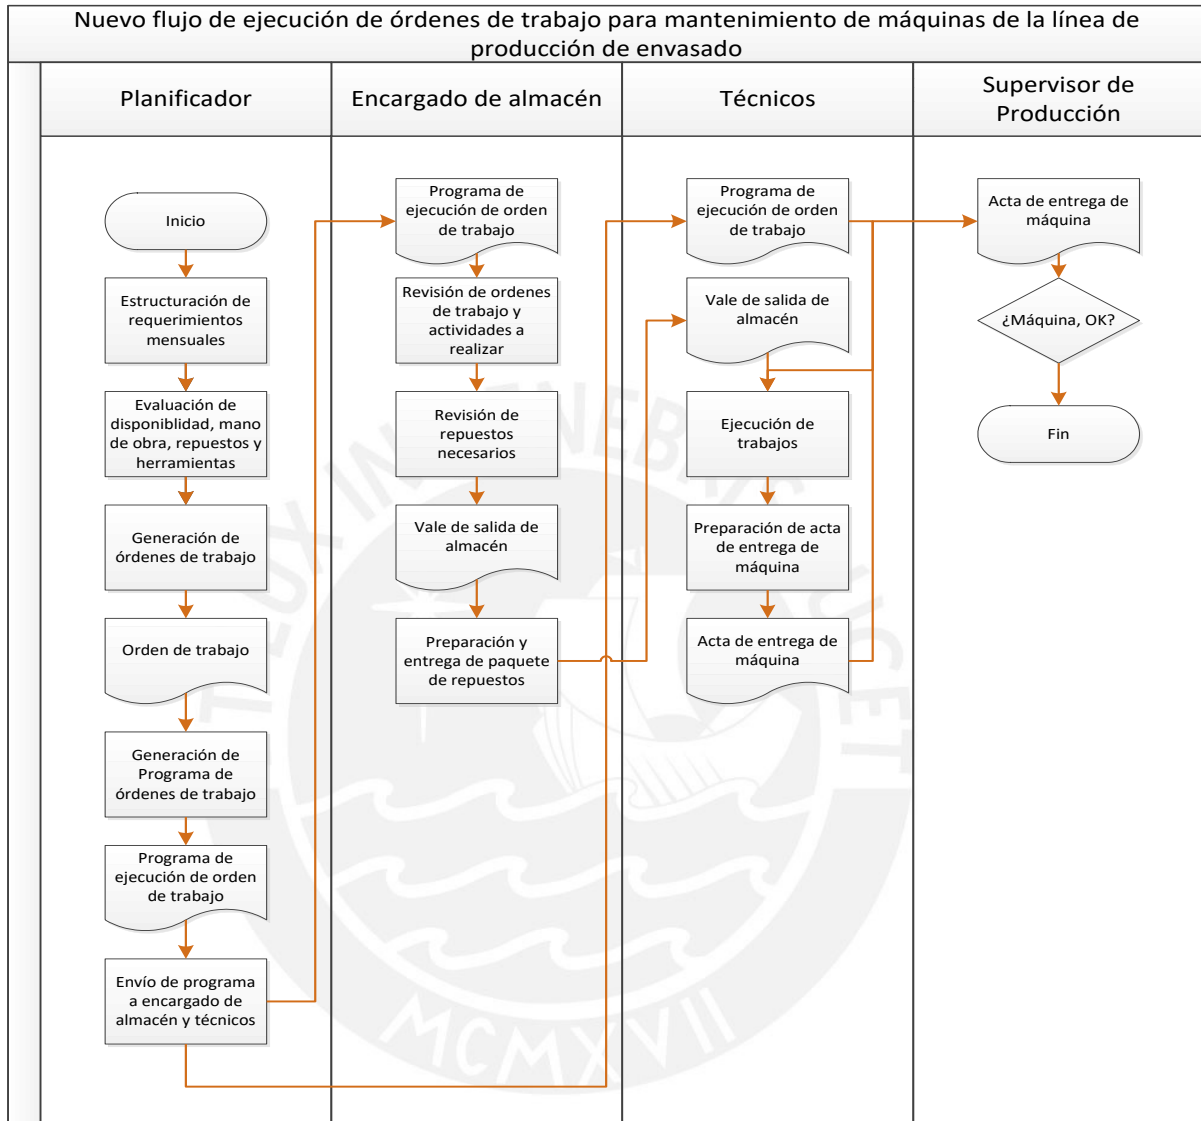 Nuevo flujo de ejecución de órdenes de trabajo para mantenimiento de máquinas de la línea de
producción de envasado
Planificador
Encargado de almacén
Técnicos
Supervisor de
Producción
Inicio
Estructuración de
requerimientos
mensuales
Evaluación de
disponiblidad, mano
de obra, repuestos y
herramientas
Generación de
órdenes de trabajo
Orden de trabajo
Generación de
Programa de
órdenes de trabajo
Programa de
ejecución de orden
de trabajo
Envío de programa
a encargado de
almacén y técnicos
Programa de
ejecución de orden
de trabajo
Revisión de ordenes
de trabajo y
actividades a
realizar
Revisión de
repuestos
necesarios
Vale de salida de
almacén
Preparación y
entrega de paquete
de repuestos
Programa de
ejecución de orden
de trabajo
Vale de salida de
almacén
Ejecución de
trabajos
Preparación de acta
de entrega de
máquina
Acta de entrega de
máquina
Acta de entrega de
máquina
¿Máquina, OK?
Fin
MCMXVII